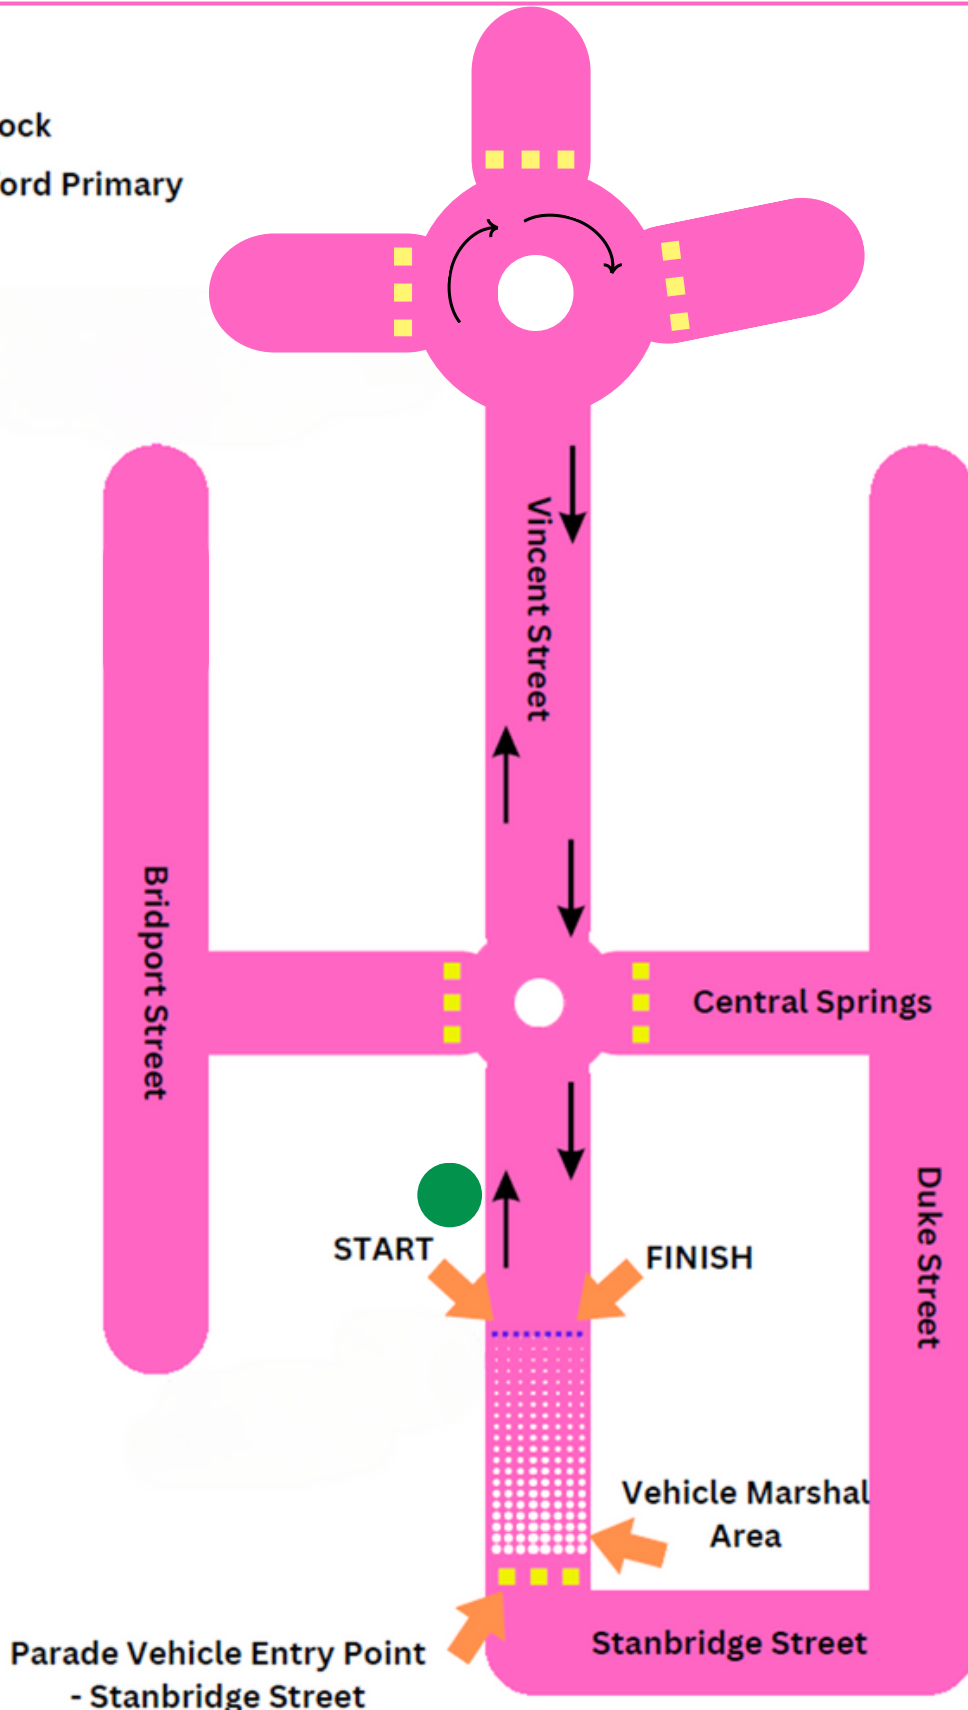 ock
ord Primary
Vincent Street
Bridport Street
Central Springs
Duke Street
START
FINISH
Vehicle Marshal
Area
Stanbridge Street
Parade Vehicle Entry Point
- Stanbridge Street